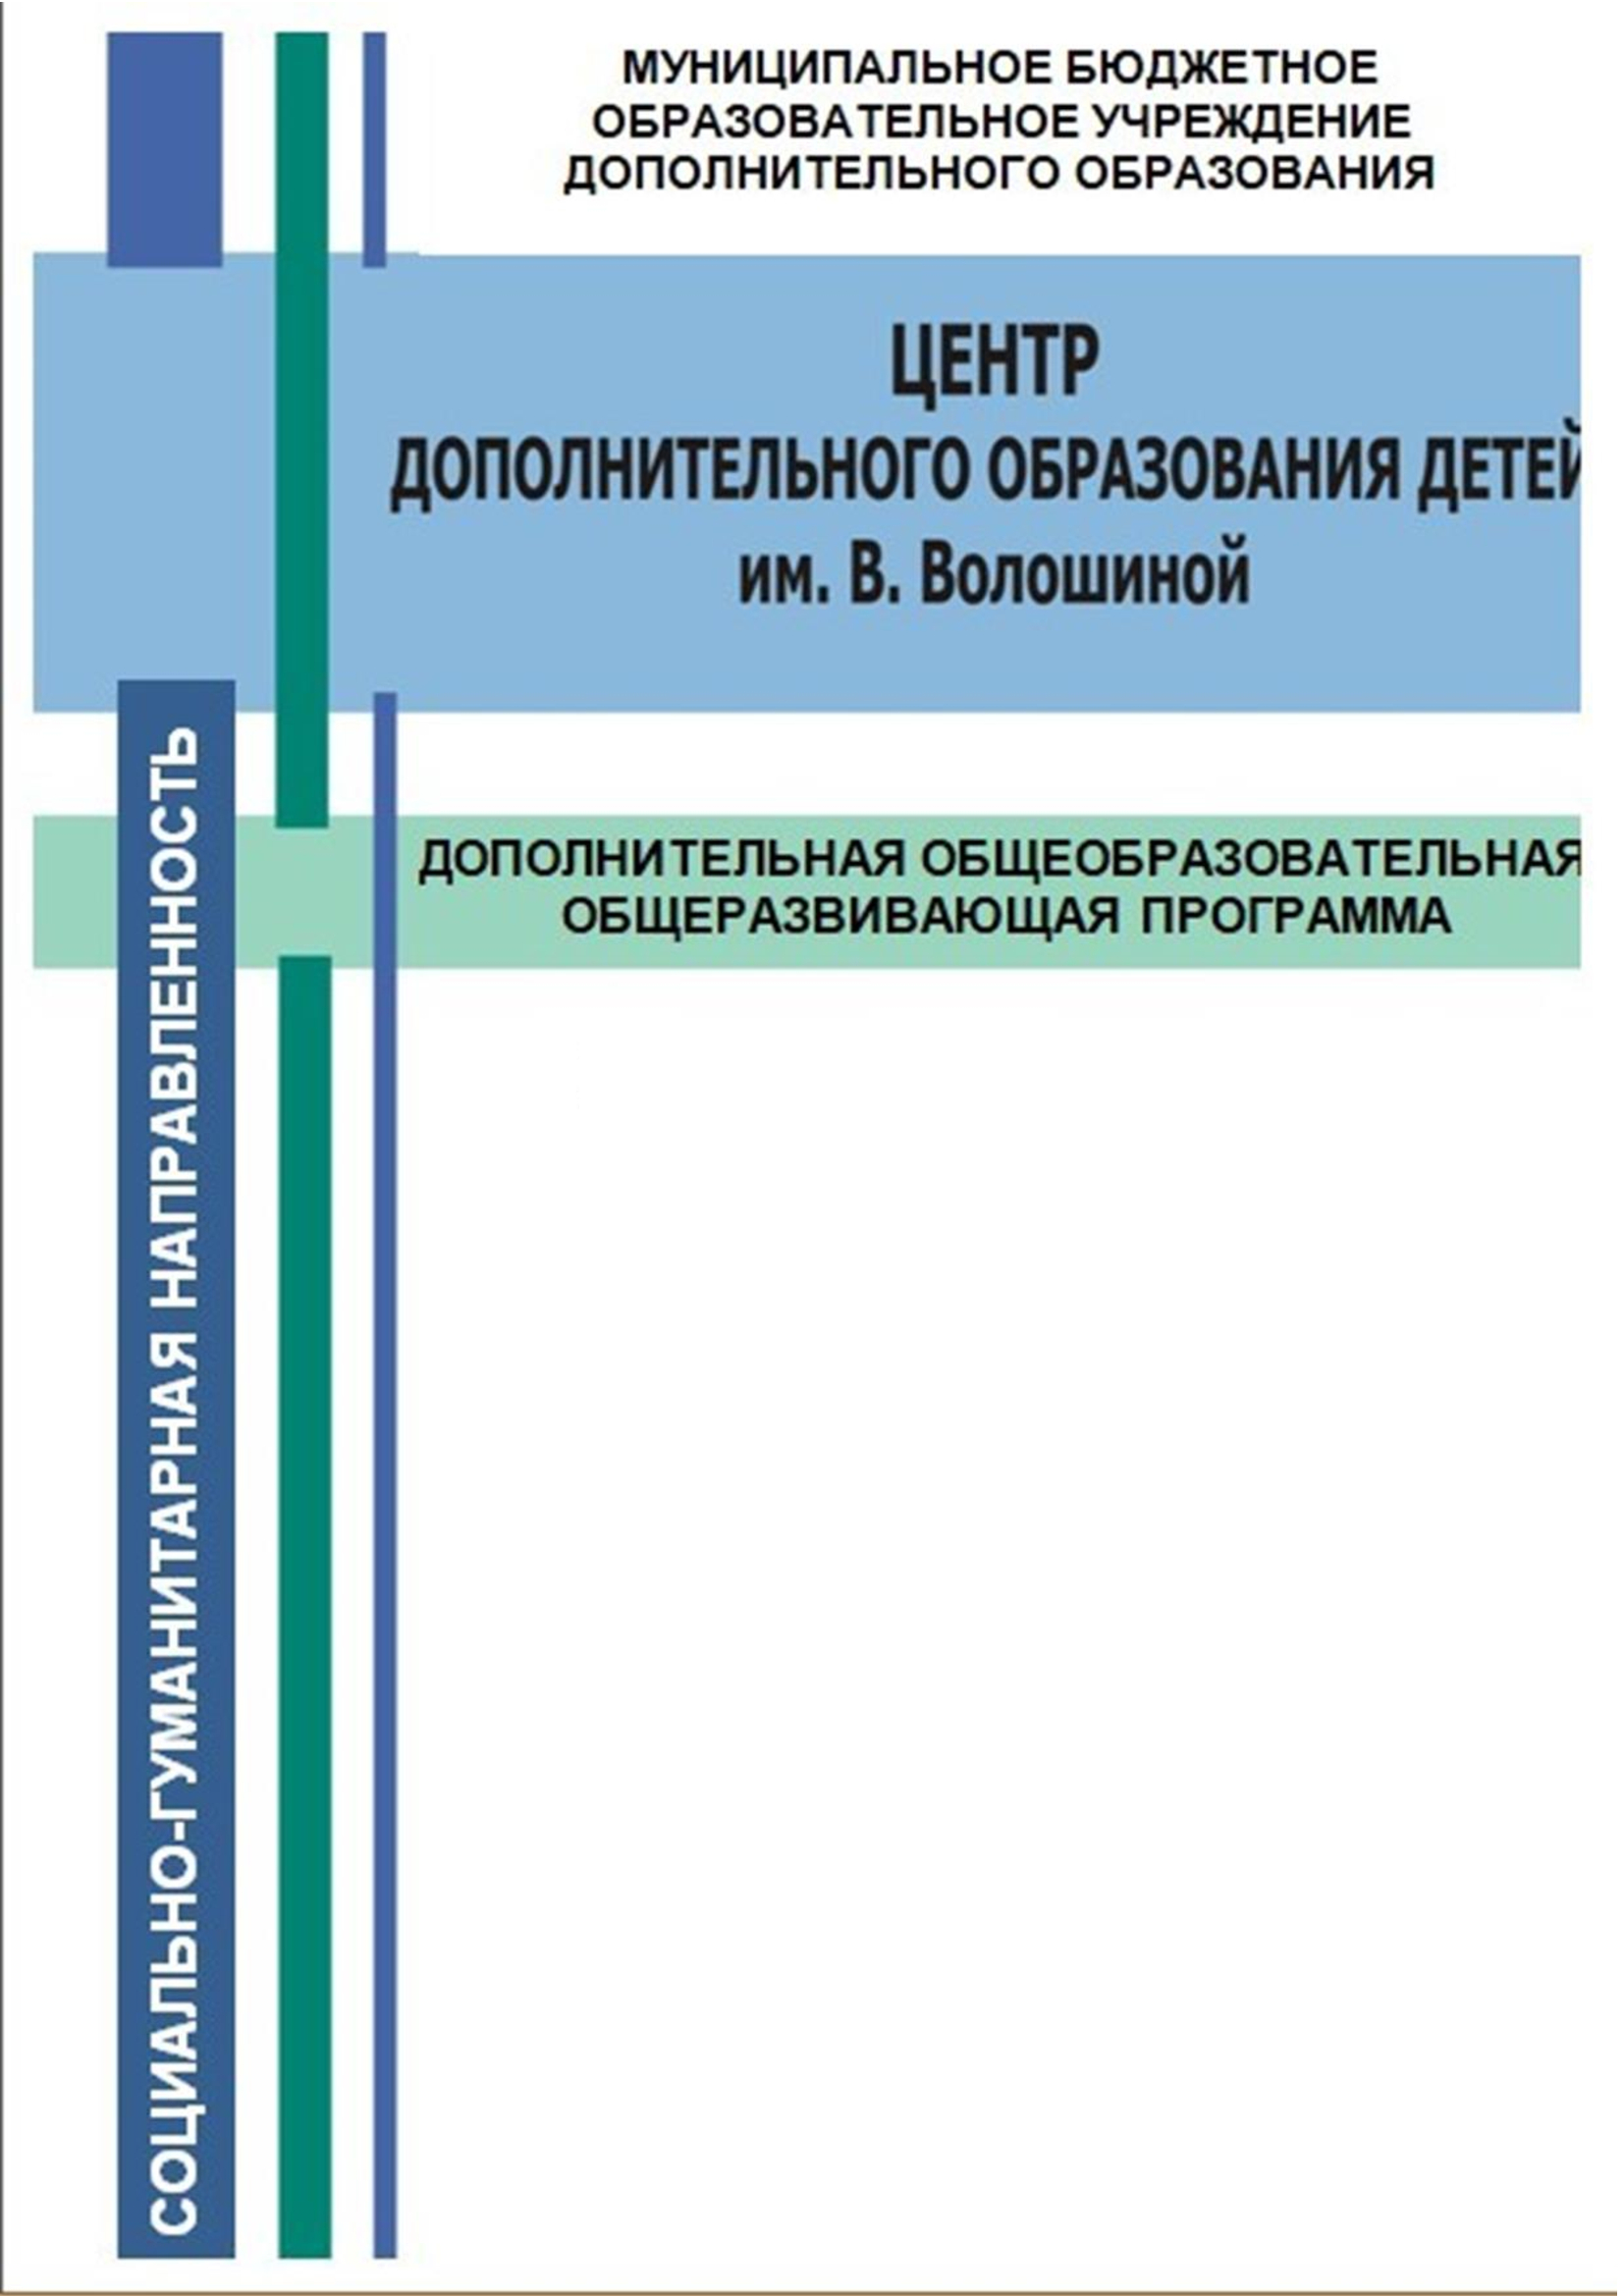 МУНИЦИПАЛЬНОЕ БЮДЖЕТНОЕ
ОБРАЗОВАТЕЛЬНОЕ УЧРЕЖДЕНИЕ
ДОПОЛНИТЕЛЬНОГО ОБРАЗОВАНИЯ
ЦЕНТР
ДОПОЛНИТЕЛЬНОГО ОБРАЗОВАНИЯ ДЕТЕЙ
им. В. Волошиной
ДОПОЛНИТЕЛЬНАЯ ОБЩЕОБРАЗОВАТЕЛЬНАЯ
ОБЩЕРАЗВИВАЮЩАЯ ПРОГРАММА
СОЦИАЛЬНО-ГУМАНИТАРНАЯ НАПРАВЛЕННОСТЬ